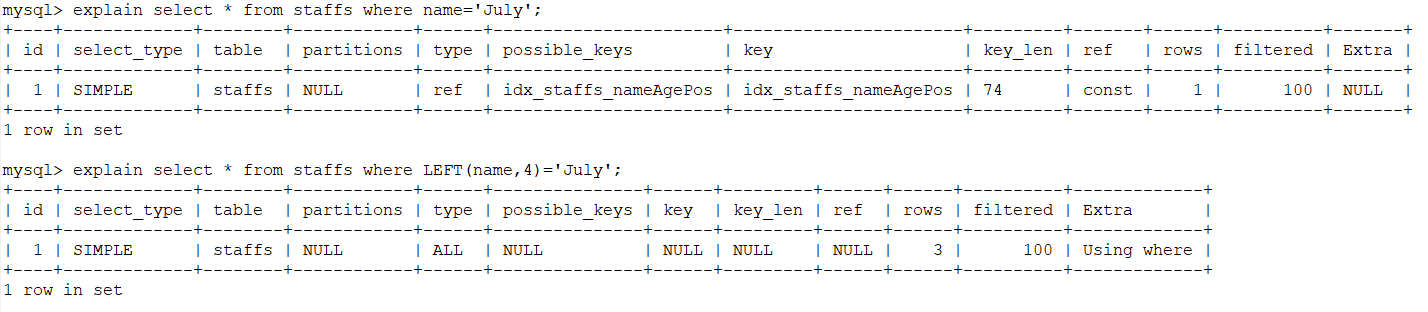 mysql> explain select * from staffs where name='July';
+----+-------------+--------+------------+------+-----------------------+-----------------------+---------+-------+------+----------+-------+
| id | select_type | table  | partitions | type | possible_keys         | key                   | key_len | ref   | rows | filtered | Extra |
+----+-------------+--------+------------+------+-----------------------+-----------------------+---------+-------+------+----------+-------+
|  1 | SIMPLE      | staffs | NULL       | ref  | idx_staffs_nameAgePos | idx_staffs_nameAgePos | 74      | const |    1 |      100 | NULL  |
+----+-------------+--------+------------+------+-----------------------+-----------------------+---------+-------+------+----------+-------+
1 row in set
mysql> explain select * from staffs where LEFT(name,4)='July';
+----+-------------+--------+------------+------+---------------+------+---------+------+------+----------+-------------+
| id | select_type | table  | partitions | type | possible_keys | key  | key_len | ref  | rows | filtered | Extra       |
+----+-------------+--------+------------+------+---------------+------+---------+------+------+----------+-------------+
|  1 | SIMPLE      | staffs | NULL       | ALL  | NULL          | NULL | NULL    | NULL |    3 |      100 | Using where |
+----+-------------+--------+------------+------+---------------+------+---------+------+------+----------+-------------+
1 row in set